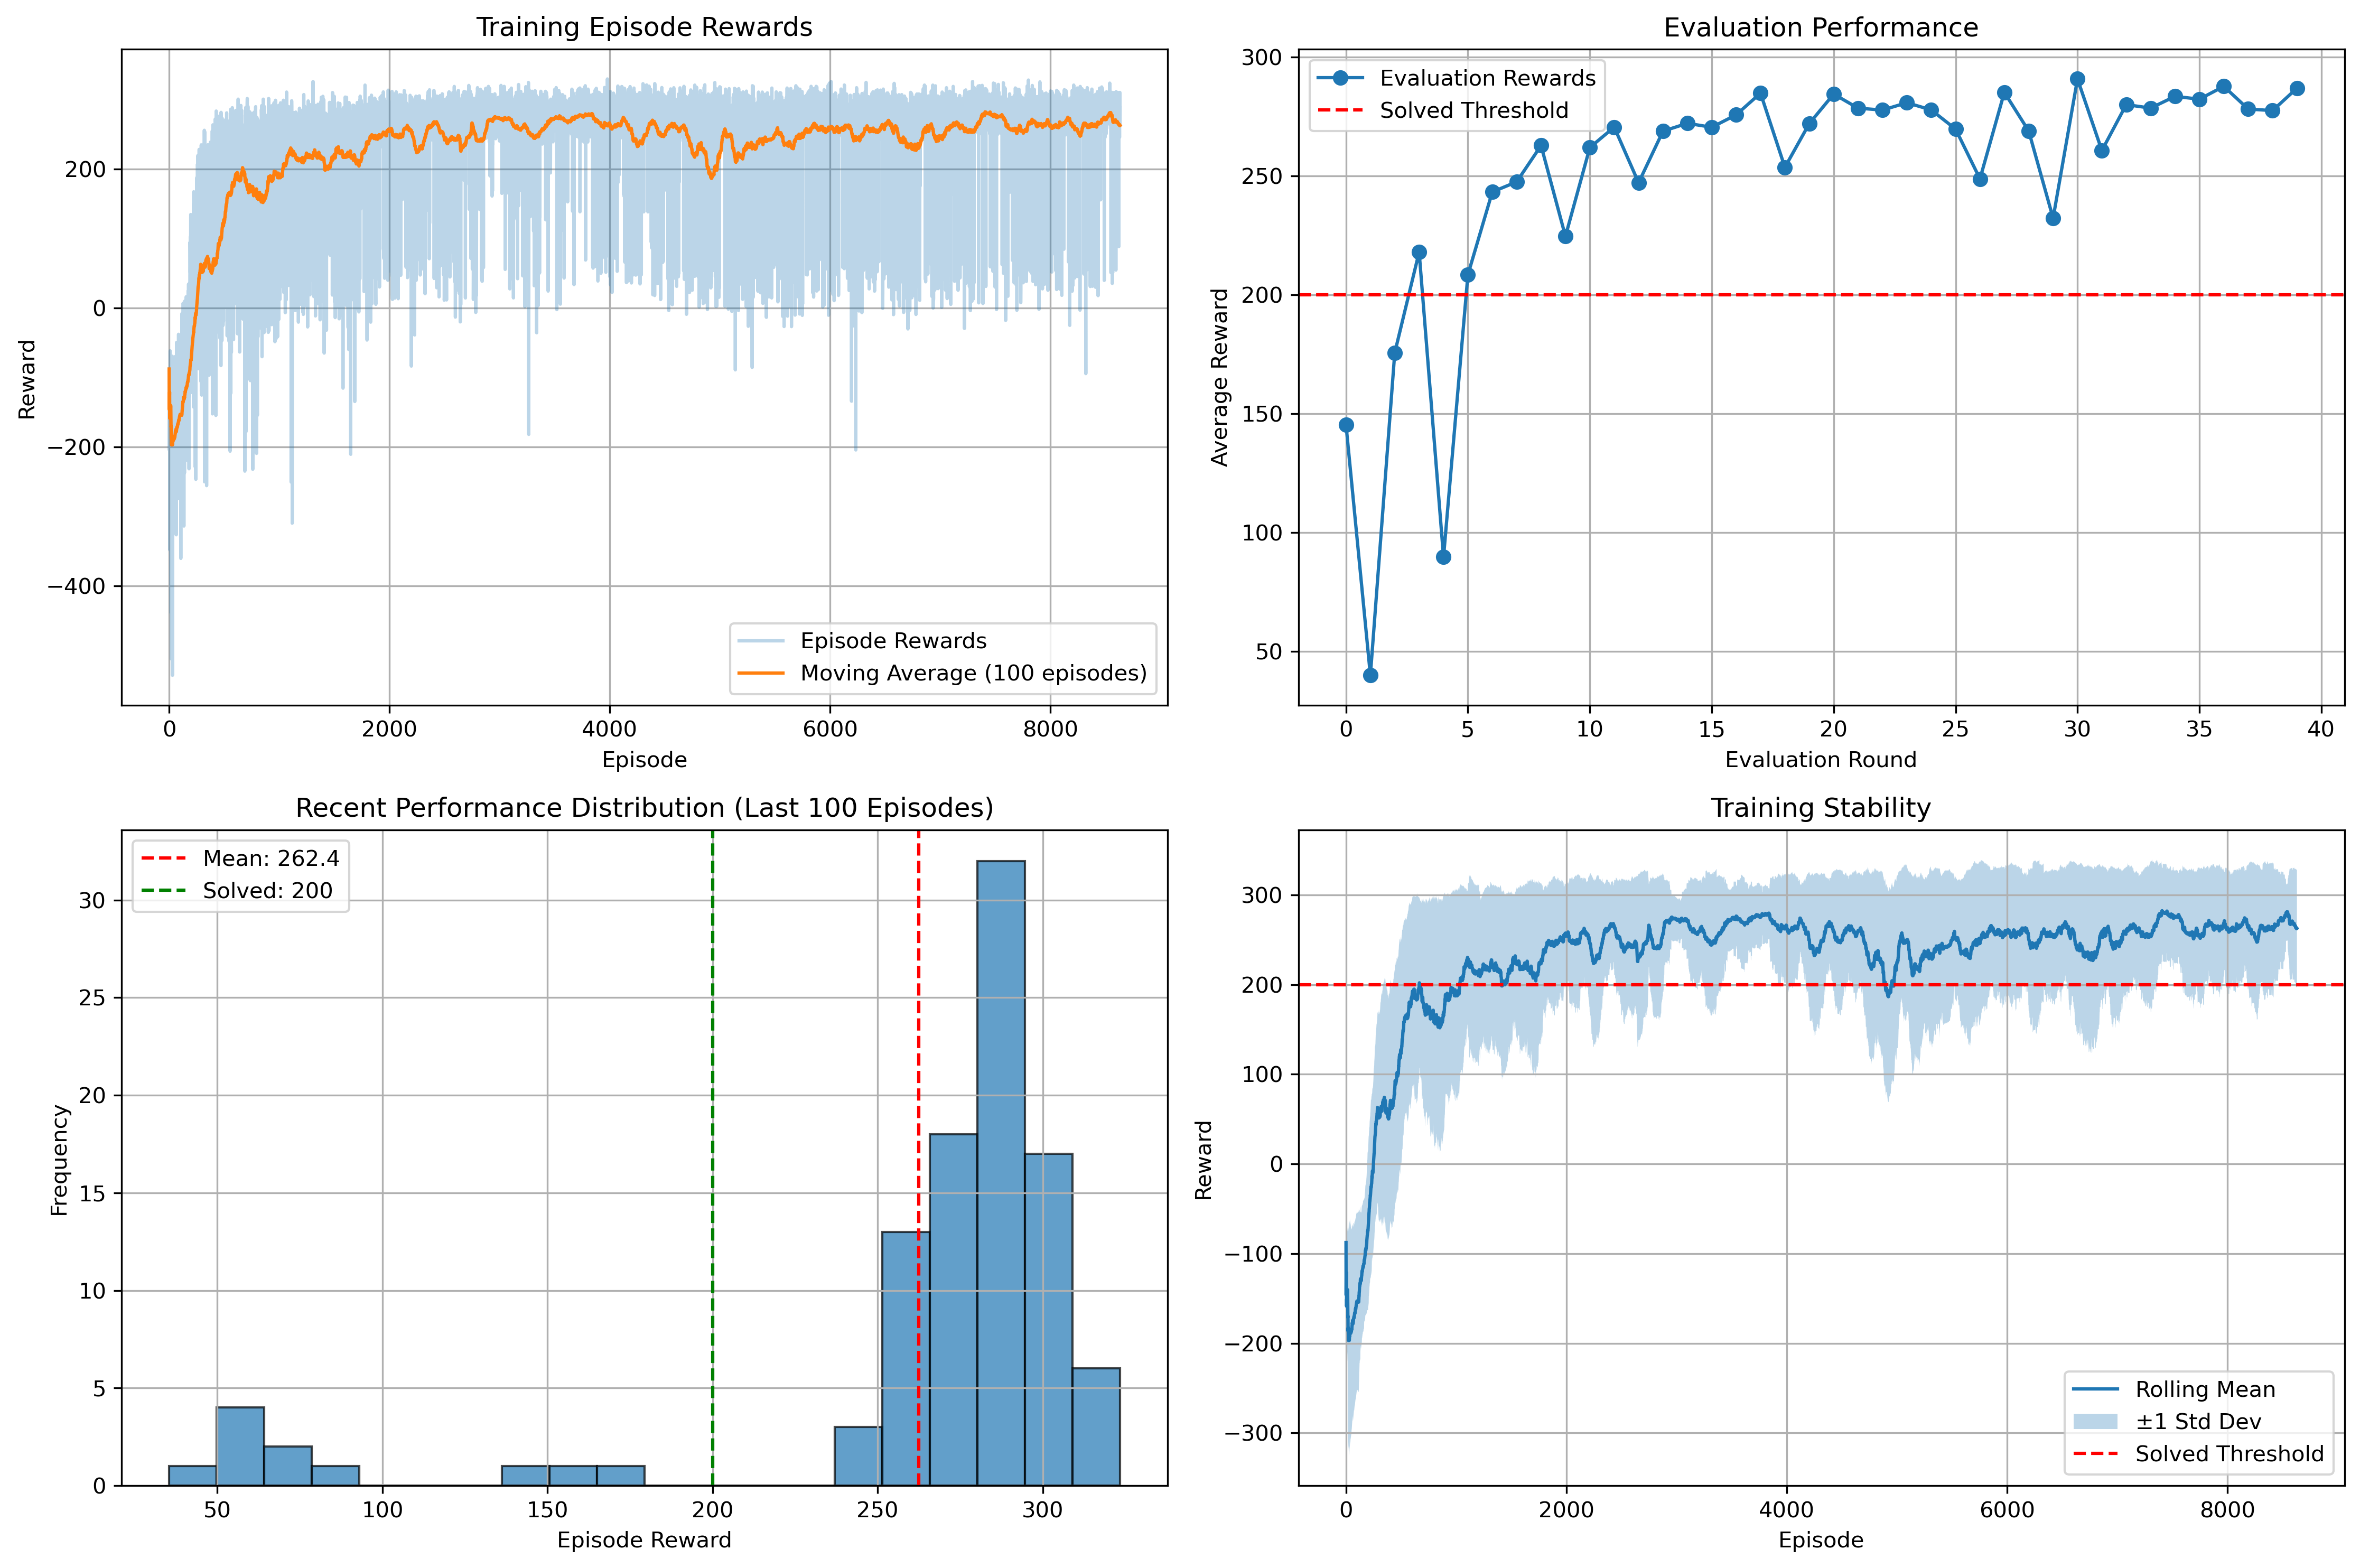 Training Episode Rewards
Reward
200
0
−200
−400
Episode Rewards
Moving Average (100 episodes)
0 2000 4000 6000 8000
Episode
Evaluation Performance
Average Reward
300
250
200
150
100
50
Evaluation Rewards
Solved Threshold
0 5 10 15 20 25 30 35 40
Evaluation Round
Recent Performance Distribution (Last 100 Episodes)
Frequency
30
25
20
15
10
5
0
Mean: 262.4
Solved: 200
50 100 150 200 250 300
Episode Reward
Training Stability
Reward
300
200
100
0
−100
−200
−300
Rolling Mean
±1 Std Dev
Solved Threshold
0 2000 4000 6000 8000
Episode